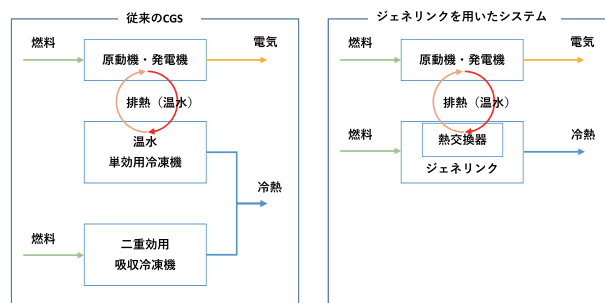 従来のCGS
燃料
原動機・発電機
電気
排熱（温水）
温水
単効用冷凍機
冷熱
燃料
二重効用
吸収冷凍機
ジェネリンクを用いたシステム
燃料
原動機・発電機
電気
排熱（温水）
燃料
熱交換器
冷熱
ジェネリンク